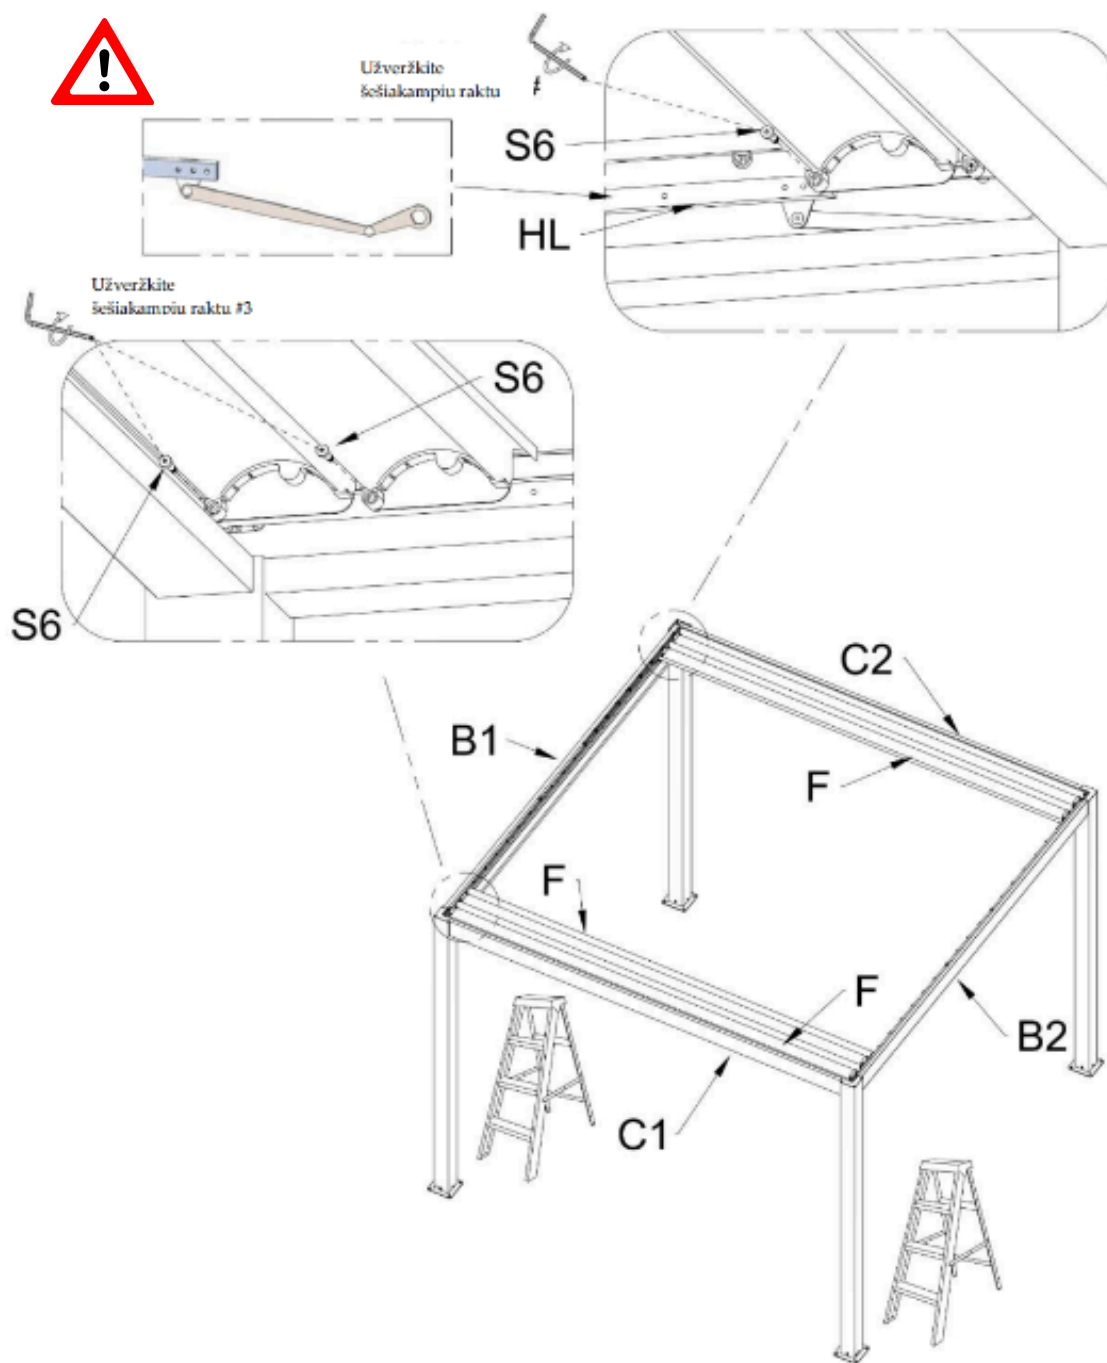 Užveržkite
šešiakampiu raktu
S6
HL
Užveržkite
šešiakampiu raktu #3
S6
S6
C2
B1
F
F
F
B2
C1